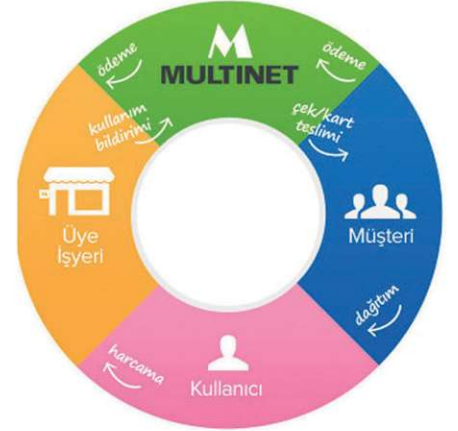 ödeme
MULTINET
ödeme
kullanım
bildirimi
çek/kart
teslimi
Üye
İşyeri
Müşteri
dağıtım
harcama
Kullanıcı